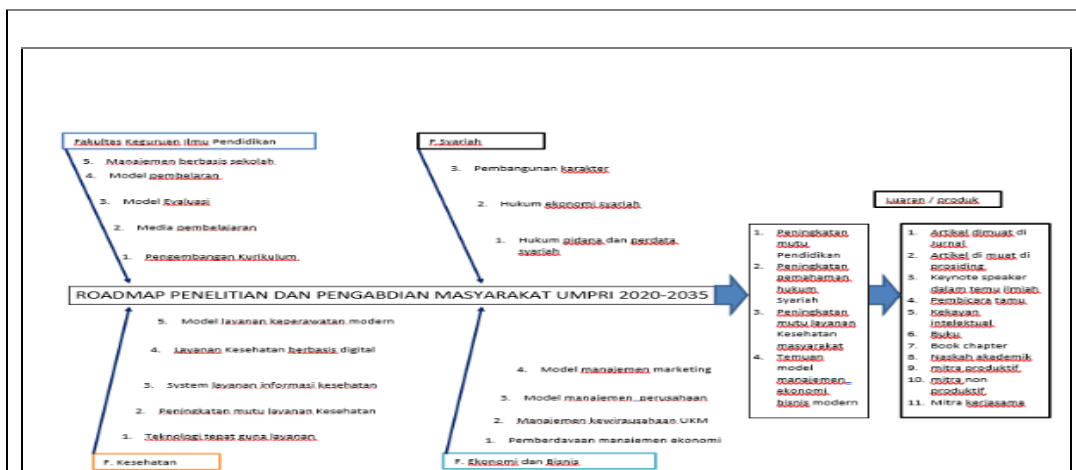 Fakultas Keguruan Ilmu Pendidikan
5. Manajemen berbasis sekolah
4. Model pembelaran
3. Model Evaluasi
2. Media pembelajaran
1. Pengembangan Kurikulum
F.Syariah
3. Pembangunan karakter
2. Hukum ekonomi syariah
1. Hukum pidana dan perdata
syariah
ROADMAP PENELITIAN DAN PENGABDIAN MASYARAKAT UMPRI 2020-2035
5. Model layanan keperawatan modern
4. Layanan Kesehatan berbasis digital
3. System layanan informasi kesehatan
2. Peningkatan mutu layanan Kesehatan
1. Teknologi tepat guna layanan
F. Kesehatan
4. Model manajemen marketing
3. Model manajemen perusahaan
2. Manajemen kewirausahaan UKM
1. Pemberdayaan manajemen ekonomi
F. Ekonomi dan Bisnis
1. Peningkatan
mutu
Pendidikan
2. Peningkatan
pemahaman
hukum
Syariah
3. Peningkatan
mutu layanan
Kesehatan
masyarakat
4. Temuan
model
manajemen
ekonomi
bisnis modern
Luaran / produk
1. Artikel dimuat di
Jurnal
2. Artikel di muat di
prosiding
3. Keynote speaker
dalam temu ilmiah
4. Pembicara tamu
5. Kekayan
intelektual
6. Buku
7. Book chapter
8. Naskah akademik
9. mitra produktif
10. mitra non
produktif
11. Mitra kerjasama